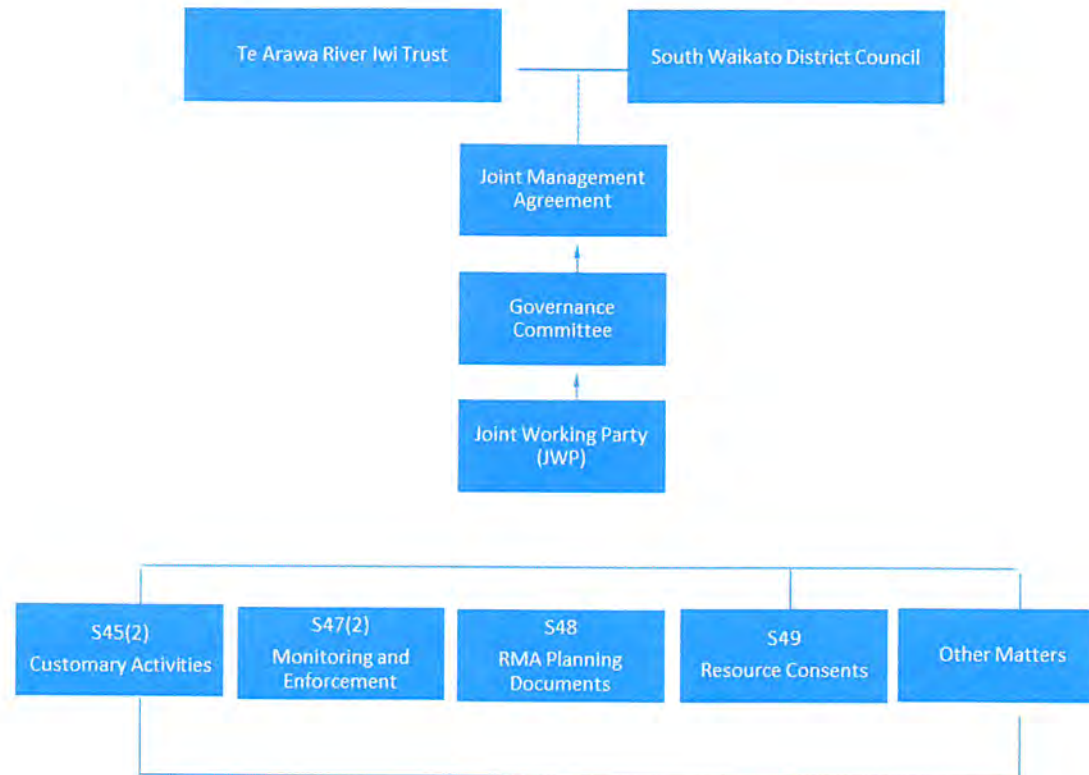 Te Arawa River Iwi Trust
South Waikato District Council
Joint Management
Agreement
Governance
Committee
Joint Working Party
(JWP)
S45(2)
Customary Activities
S47(2)
Monitoring and
Enforcement
S48
RMA Planning
Documents
S49
Resource Consents
Other Matters